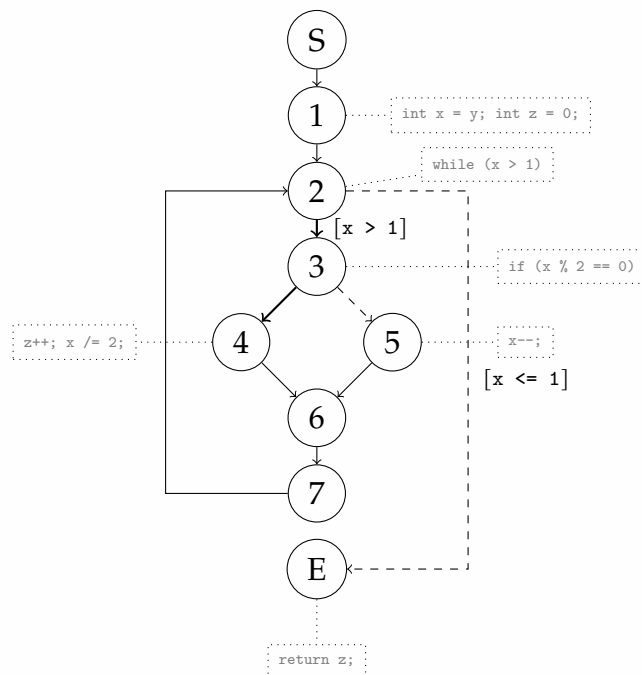 S
1
int x = y; int z = 0;
while (x > 1)
2
[x > 1]
3
if (x % 2 == 0)
z++; x /= 2;
4
5
x--;
[x <= 1]
6
7
E
return z;